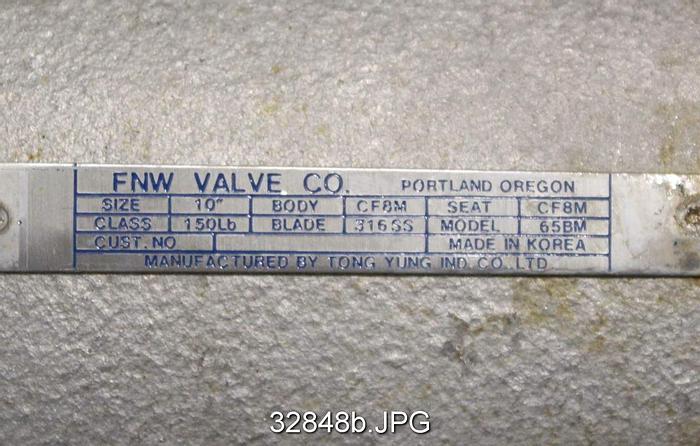 FNW VALVE CO. PORTLAND OREGON
SIZE 10" BODY CF8M SEAT CF8M
CLASS 150Lb BLADE 316SS MODEL 65BM
CUST. NO MADE IN KOREA
MANUFACTURED BY TONG YUNG IND. CO. LTD
32848b.JPG